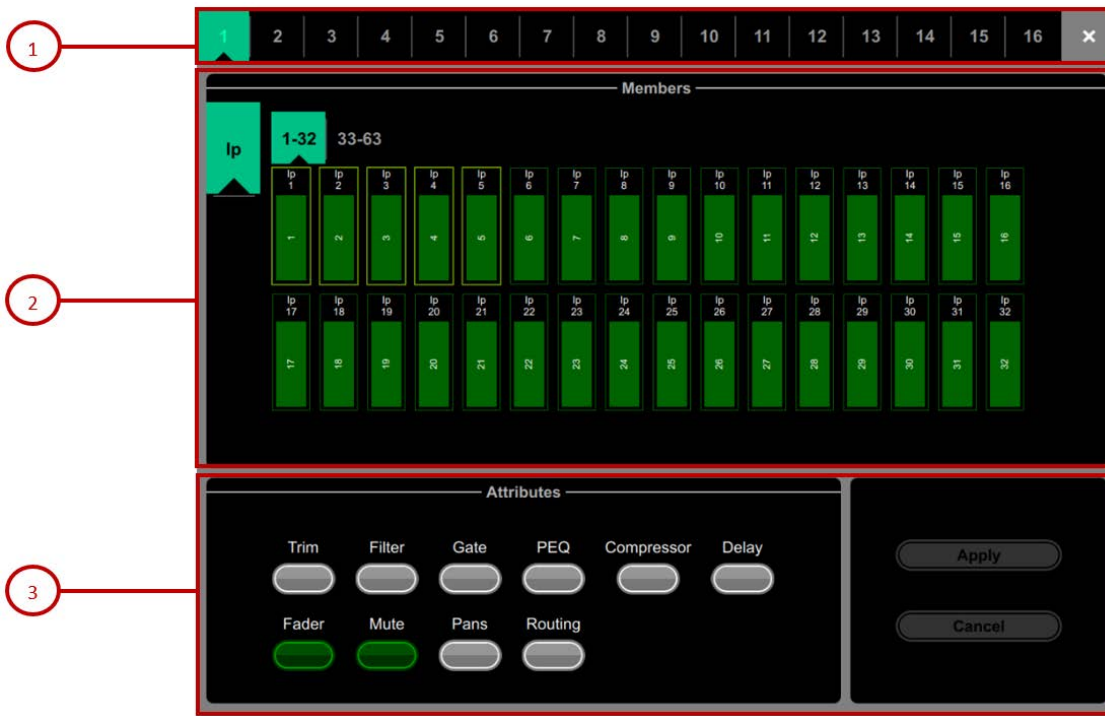 1
1 2 3 4 5 6 7 8 9 10 11 12 13 14 15 16 ×
Members
Ip
1-32 33-63
Ip Ip Ip Ip Ip Ip Ip Ip Ip Ip Ip Ip Ip Ip Ip Ip
1 2 3 4 5 6 7 8 9 10 11 12 13 14 15 16
1 2 3 4 5 6 7 8 9 10 11 12 13 14 15 16
2
Ip Ip Ip Ip Ip Ip Ip Ip Ip Ip Ip Ip Ip Ip Ip Ip
17 18 19 20 21 22 23 24 25 26 27 28 29 30 31 32
17 18 19 20 21 22 23 24 25 26 27 28 29 30 31 32
Attributes
Trim Filter Gate PEQ Compressor Delay
Apply
3
Fader Mute Pans Routing
Cancel